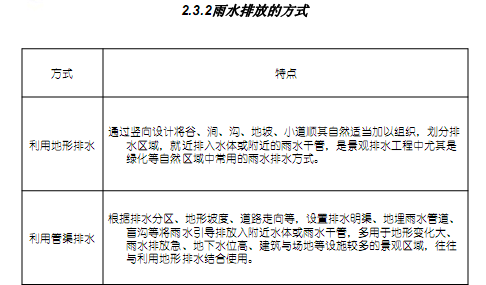 2.3.2雨水排放的方式
方式
特点
利用地形排水
通过竖向设计将谷、涧、沟、地坡、小道顺其自然适当加以组织，划分排
水区域，就近排入水体或附近的雨水干管，是景观排水工程中尤其是
绿化等自然区域中常用的雨水排水方式。
利用管渠排水
根据排水分区、地形坡度、道路走向等，设置排水明渠、地埋雨水管道、
盲沟等将雨水引导排放入附近水体或雨水干管，多用于地形变化大、
雨水排放急、地下水位高、建筑与场地等设施较多的景观区域，往往
与利用地形排水结合使用。